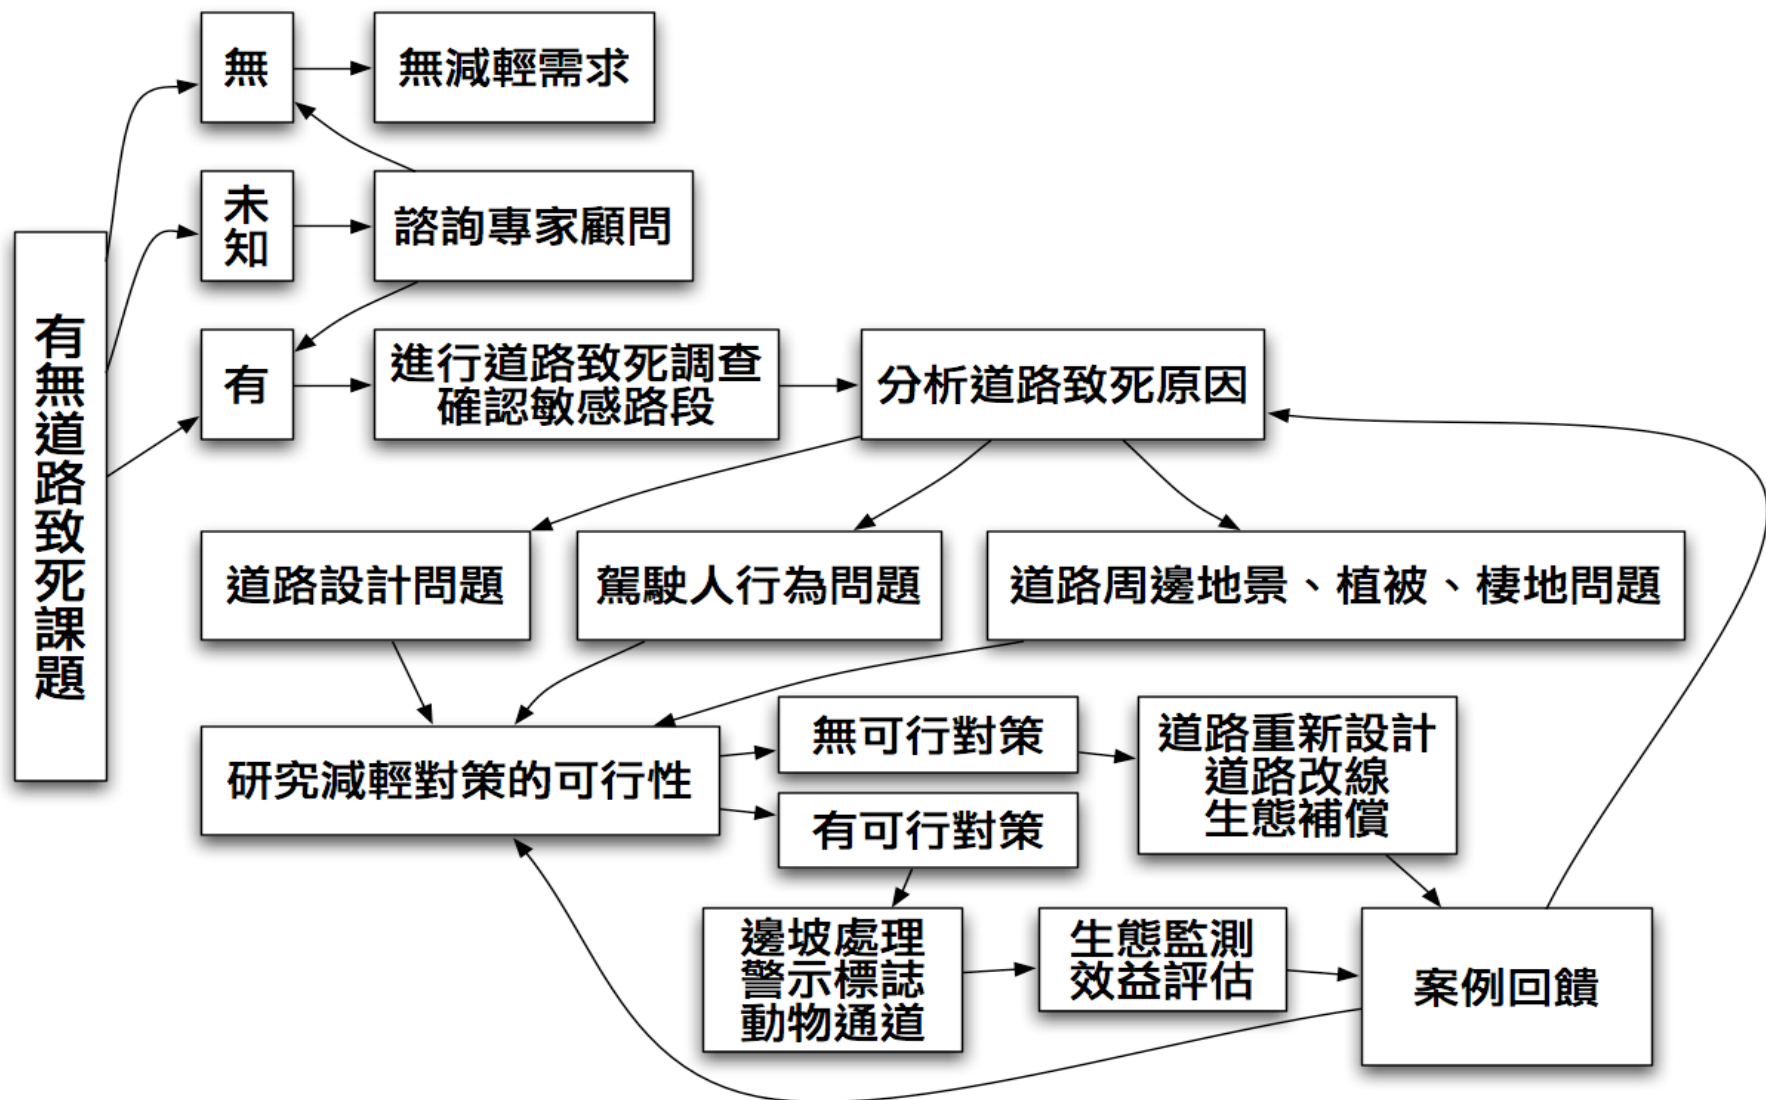 無
無減輕需求
未
知
諮詢專家顧問
有無道路致死課題
有
進行道路致死調查
確認敏感路段
分析道路致死原因
道路設計問題
駕駛人行為問題
道路周邊地景、植被、棲地問題
研究減輕對策的可行性
無可行對策
有可行對策
道路重新設計
道路改線
生態補償
邊坡處理
警示標誌
動物通道
生態監測
效益評估
案例回饋